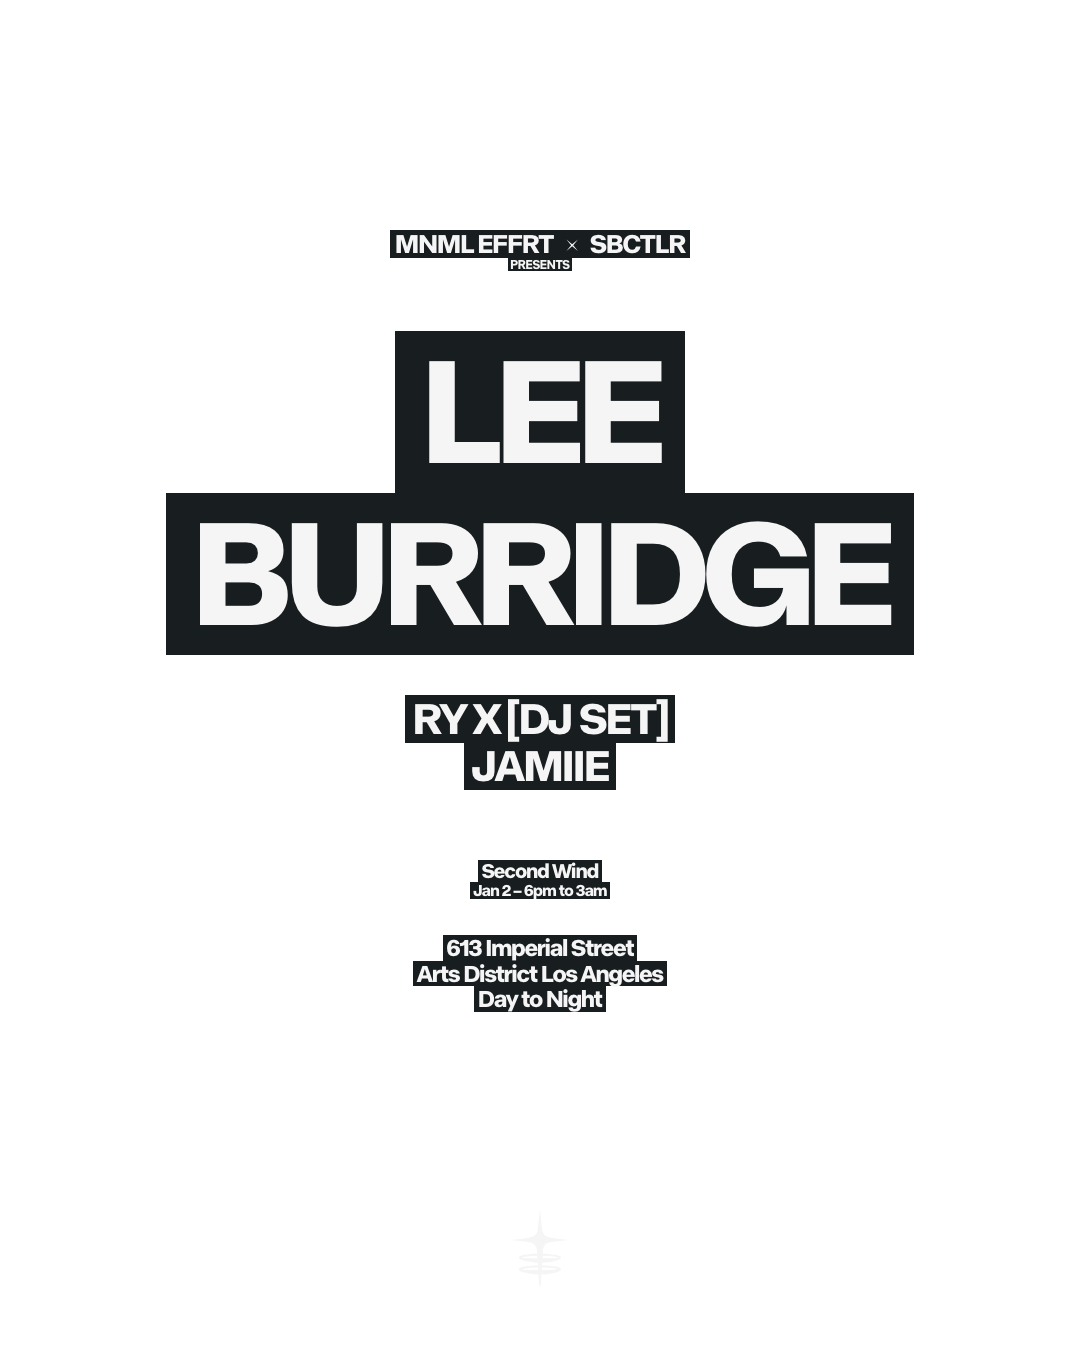 MNML EFFRT × SBCTLR
PRESENTS
LEE
BURRIDGE
RY X [DJ SET]
JAMIIE
Second Wind
Jan 2 – 6pm to 3am
613 Imperial Street
Arts District Los Angeles
Day to Night